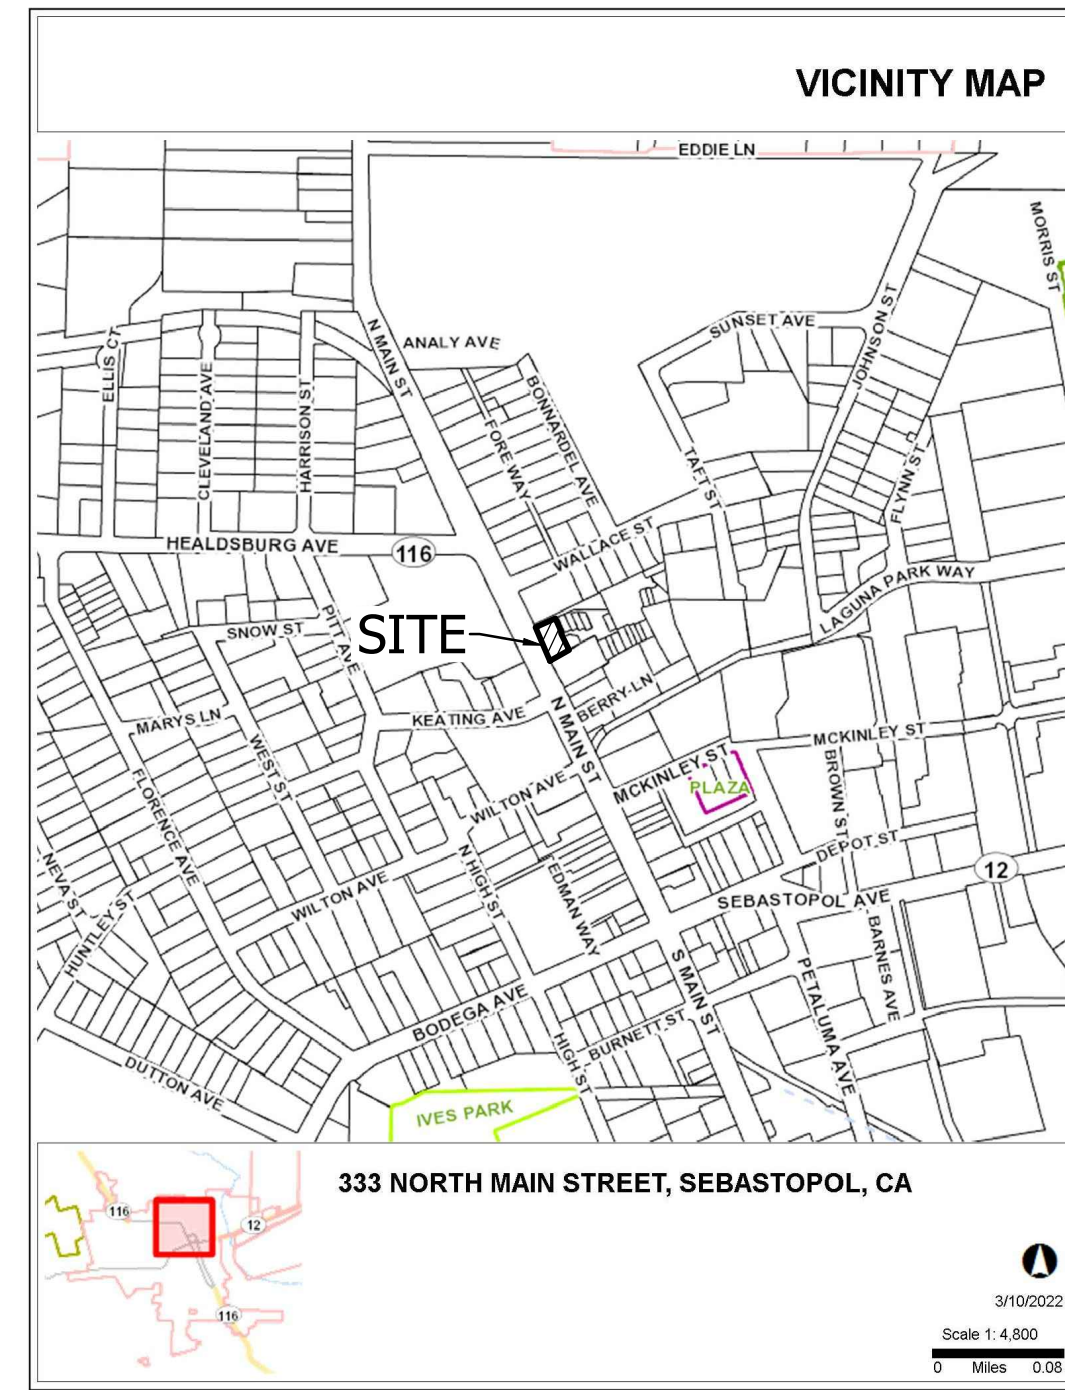 VICINITY MAP
EDDIE LN
MORRIS ST
N MAIN ST
ANALY AVE
SUNSET AVE
JOHNSON ST
ELLIS CT
CLEVELAND AVE
HARRISON ST
BONNARDEL AVE
FORE WAY
TAFT ST
FLYNN ST
HEALDSBURG AVE
116
WALLACE ST
LAGUNA PARK WAY
SNOW ST
PITT AVE
SITE
BERRY LN
MARYS LN
KEATING AVE
N MAIN ST
WEST ST
MCKINLEY ST
MCKINLEY ST
PLAZA
BROWN ST
FLORENCE AVE
WILTON AVE
DEPOT ST
NEVA ST
N HIGH ST
EDMAN WAY
12
HUNTLEY ST
WILTON AVE
SEBASTOPOL AVE
BARNES AVE
S MAIN ST
PETALUMA AVE
BODEGA AVE
BURNETT ST
HIGH ST
DUTTON AVE
IVES PARK
333 NORTH MAIN STREET, SEBASTOPOL, CA
116
12
116
3/10/2022
Scale 1: 4,800
0 Miles 0.08